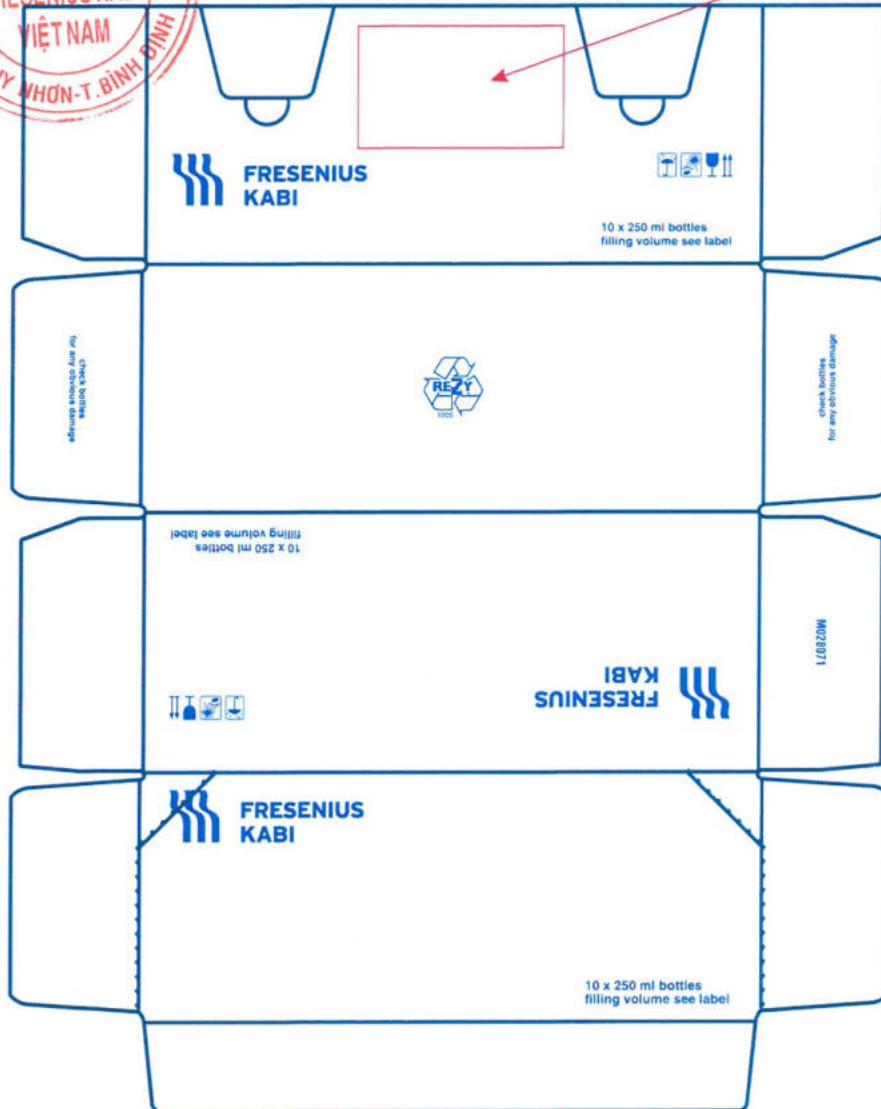 VIỆT NAM
NHƠN-T.BÌNH ĐỊNH
FRESENIUS
KABI
10 x 250 ml bottles
filling volume see label
check bottles
for any obvious damage
REZY
check bottles
for any obvious damage
10 x 250 ml bottles
filling volume see label
M028071
FRESENIUS
KABI
FRESENIUS
KABI
10 x 250 ml bottles
filling volume see label